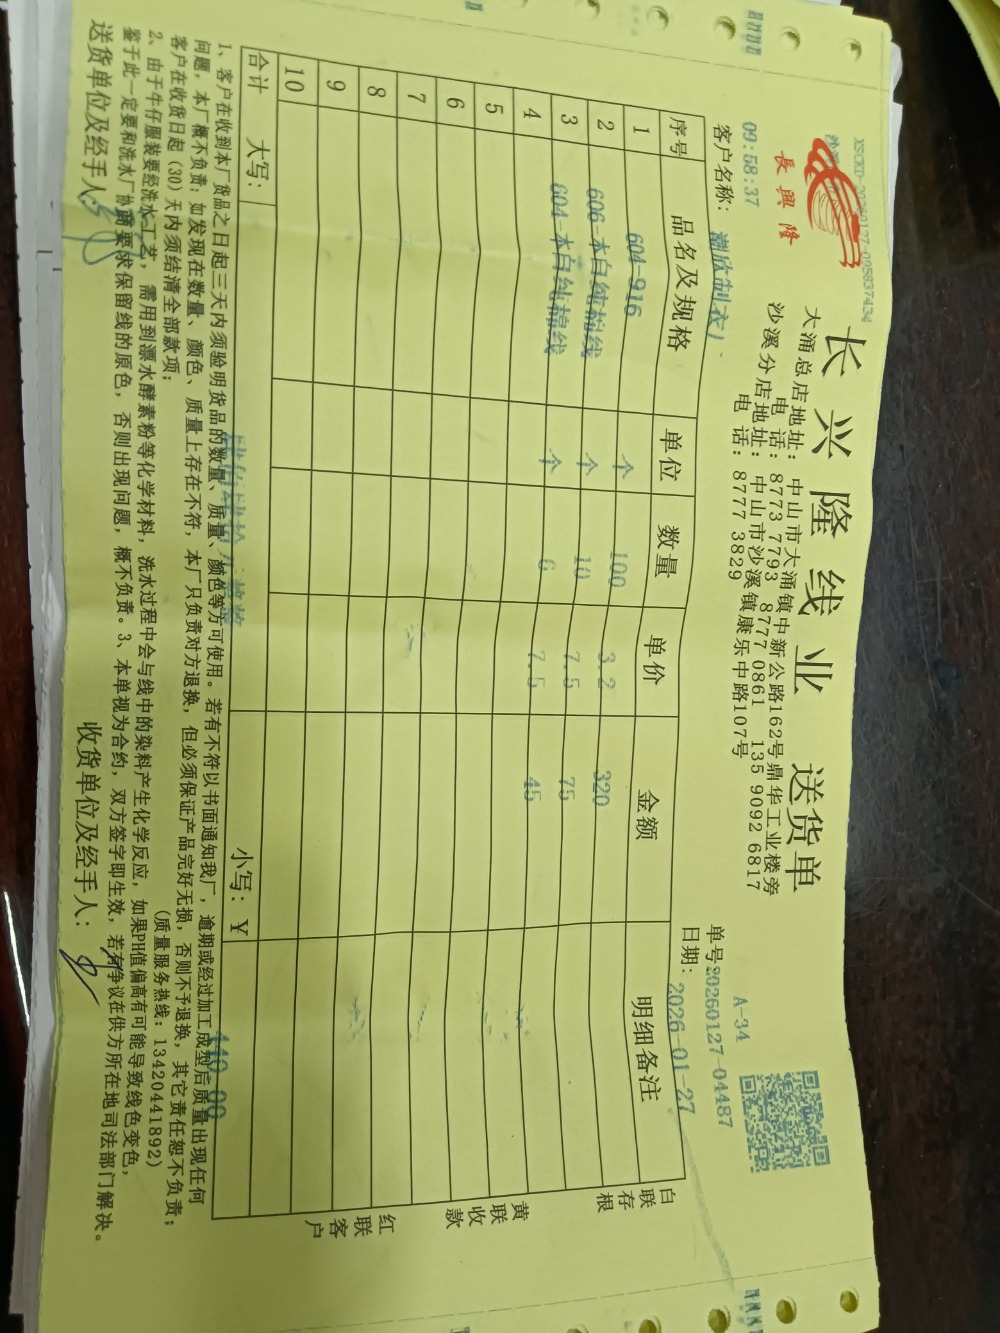 長興隆
长兴隆线业 送货单
大涌总店地址：中山市大涌镇中新公路162号鼎华工业楼旁
电 话：8773 7793 8777 0861 135 9092 6817
沙溪分店地址：中山市沙溪镇康乐中路107号
电 话：8777 3829
A-34
09:58:37
单号20260127-04487
客户名称：制衣1
日期：2026-01-27
序号 品名及规格 单位 数量 单价 金额 明细备注
1 604-916 个 100 3.2 320
2 606-本白纯棉线 个 10 7.5 75
3 604-本白纯棉线 个 6 7.5 45
4
5
6
7
8
9
10
合计 大写： 小写：￥ 440.00
白联存根
黄联收款
红联客户
1、客户在收到本厂货品之日起三天内须验明货品的数量、质量、颜色等方可使用。若有不符以书面通知我厂，逾期或经过加工成型后质量出现任何
问题，本厂概不负责；如发现在数量、颜色、质量上存在不符，本厂只负责对方退换，但必须保证产品完好无损，否则不予退换，其它责任恕不负责；
客户在收货日起（30）天内须结清全部款项；
（质量服务热线：13420441892）
2、由于牛仔服装要经洗水工艺，需用到漂水酵素粉等化学材料，洗水过程中会与线中的染料产生化学反应，如果PH值偏高有可能导致线色变色，
鉴于此一定要和洗水厂协商要求保留线的原色，否则出现问题，概不负责。3、本单视为合约，双方签字即生效，若有争议在供方所在地司法部门解决。
送货单位及经手人：
收货单位及经手人：